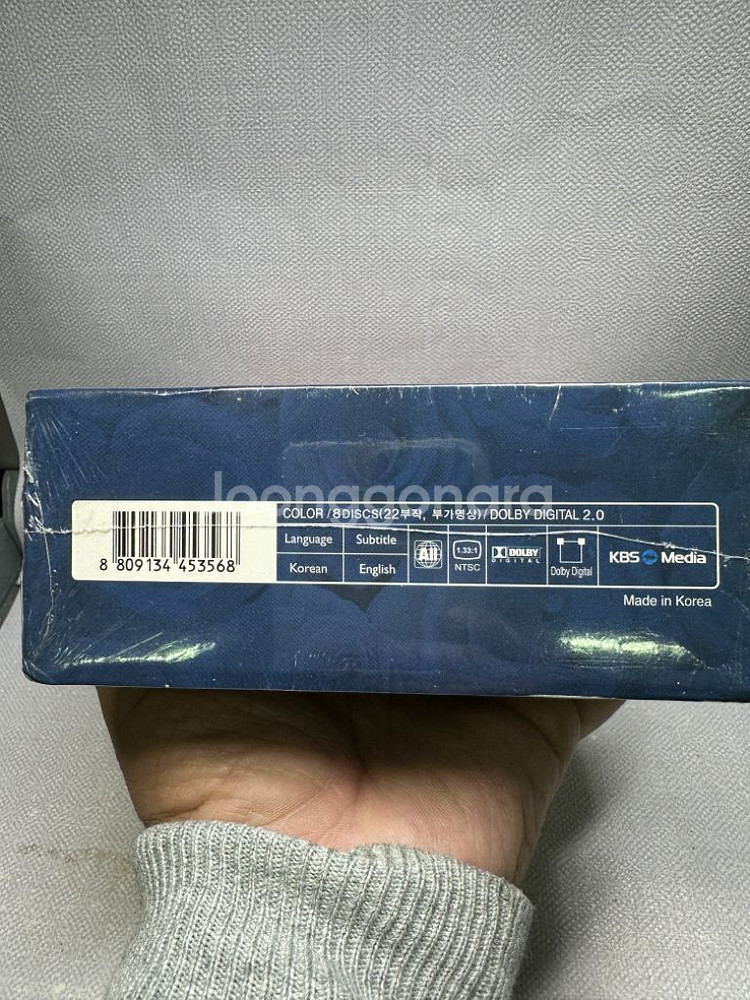 joonggonara
COLOR / 8DISCS(22부작, 부가영상) / DOLBY DIGITAL 2.0
Language Subtitle
Korean English
All
1.33:1
NTSC
DOLBY
DIGITAL
Dolby Digital
KBS Media
8 809134 453568
Made in Korea